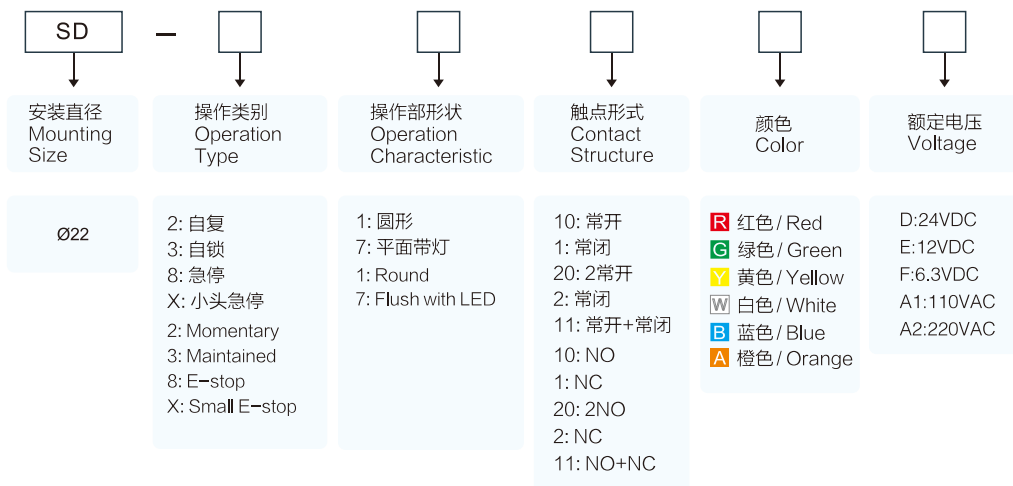 SD –
安装直径
Mounting
Size
操作类别
Operation
Type
操作部形状
Operation
Characteristic
触点形式
Contact
Structure
颜色
Color
额定电压
Voltage
Ø22
2: 自复
3: 自锁
8: 急停
X: 小头急停
2: Momentary
3: Maintained
8: E-stop
X: Small E-stop
1: 圆形
7: 平面带灯
1: Round
7: Flush with LED
10: 常开
1: 常闭
20: 2常开
2: 常闭
11: 常开+常闭
10: NO
1: NC
20: 2NO
2: NC
11: NO+NC
R 红色/Red
G 绿色/Green
Y 黄色/Yellow
W 白色/White
B 蓝色/Blue
A 橙色/Orange
D:24VDC
E:12VDC
F:6.3VDC
A1:110VAC
A2:220VAC